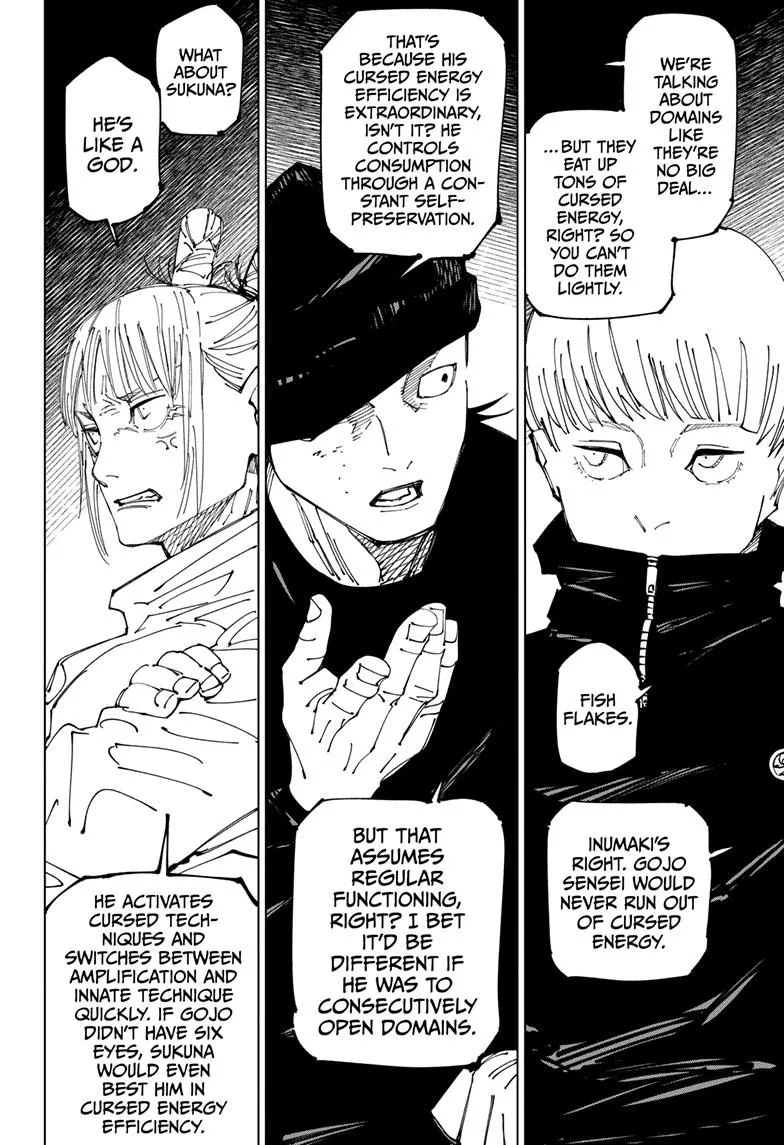 WE'RE
TALKING
ABOUT
DOMAINS
LIKE
THEY'RE
NO BIG
DEAL...
...BUT THEY
EAT UP
TONS OF
CURSED
ENERGY,
RIGHT? SO
YOU CAN'T
DO THEM
LIGHTLY.
FISH
FLAKES.
INUMAKI'S
RIGHT. GOJO
SENSEI WOULD
NEVER RUN OUT
OF CURSED
ENERGY.
THAT'S
BECAUSE HIS
CURSED ENERGY
EFFICIENCY IS
EXTRAORDINARY,
ISN'T IT? HE
CONTROLS
CONSUMPTION
THROUGH A CON-
STANT SELF-
PRESERVATION.
BUT THAT
ASSUMES
REGULAR
FUNCTIONING,
RIGHT? I BET
IT'D BE
DIFFERENT IF
HE WAS TO
CONSECUTIVELY
OPEN DOMAINS.
WHAT
ABOUT
SUKUNA?
HE'S
LIKE A
GOD.
HE ACTIVATES
CURSED TECH-
NIQUES AND
SWITCHES BETWEEN
AMPLIFICATION AND
INNATE TECHNIQUE
QUICKLY. IF GOJO
DIDN'T HAVE SIX
EYES, SUKUNA
WOULD EVEN
BEST HIM IN
CURSED ENERGY
EFFICIENCY.